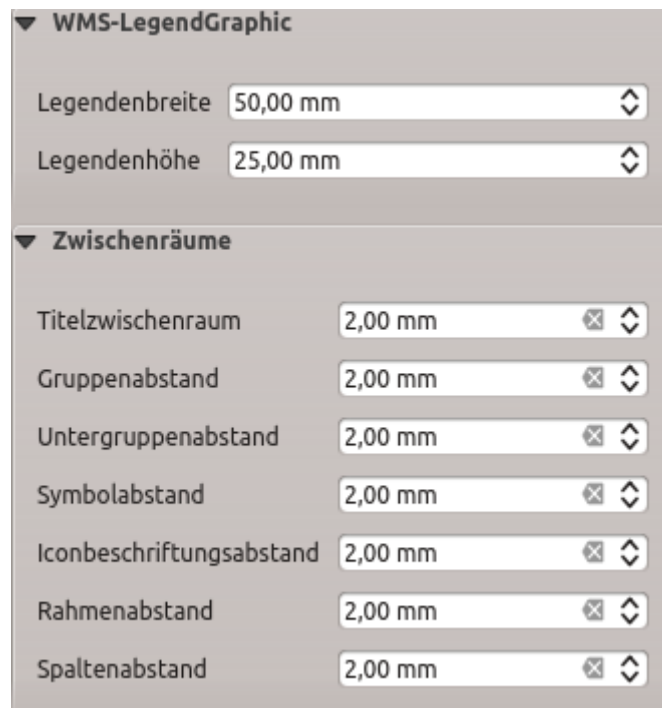 WMS-LegendGraphic
Legendenbreite 50,00 mm
Legendenhöhe 25,00 mm
Zwischenräume
Titelzwischenraum 2,00 mm
Gruppenabstand 2,00 mm
Untergruppenabstand 2,00 mm
Symbolabstand 2,00 mm
Iconbeschriftungsabstand 2,00 mm
Rahmenabstand 2,00 mm
Spaltenabstand 2,00 mm